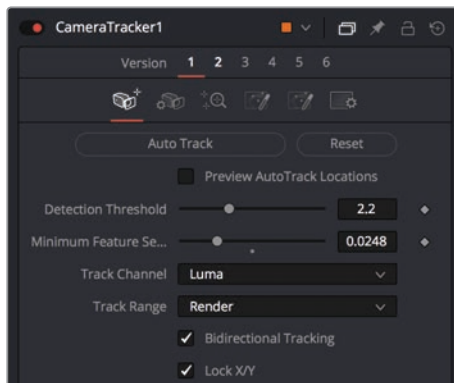 CameraTracker1
Version 1 2 3 4 5 6
Auto Track Reset
Preview AutoTrack Locations
Detection Threshold 2.2
Minimum Feature Se... 0.0248
Track Channel Luma
Track Range Render
Bidirectional Tracking
Lock X/Y